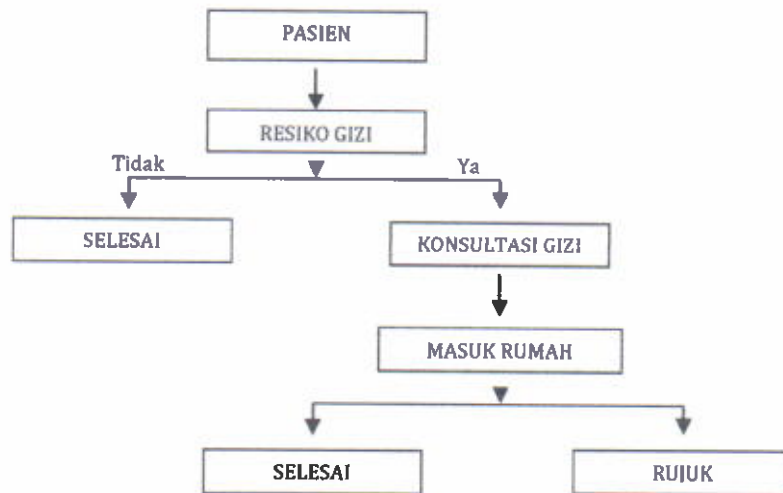 PASIEN
RESIKO GIZI
Tidak
Ya
SELESAI
KONSULTASI GIZI
MASUK RUMAH
SELESAI
RUJUK